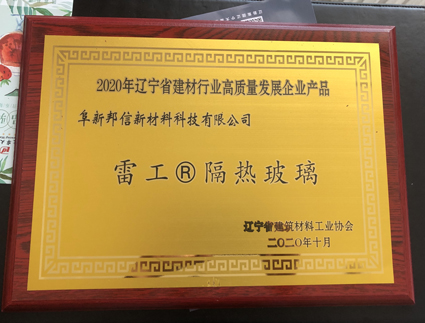 2020年辽宁省建材行业高质量发展企业产品
阜新邦信新材料科技有限公司
雷工®隔热玻璃
辽宁省建筑材料工业协会
二〇二〇年十月